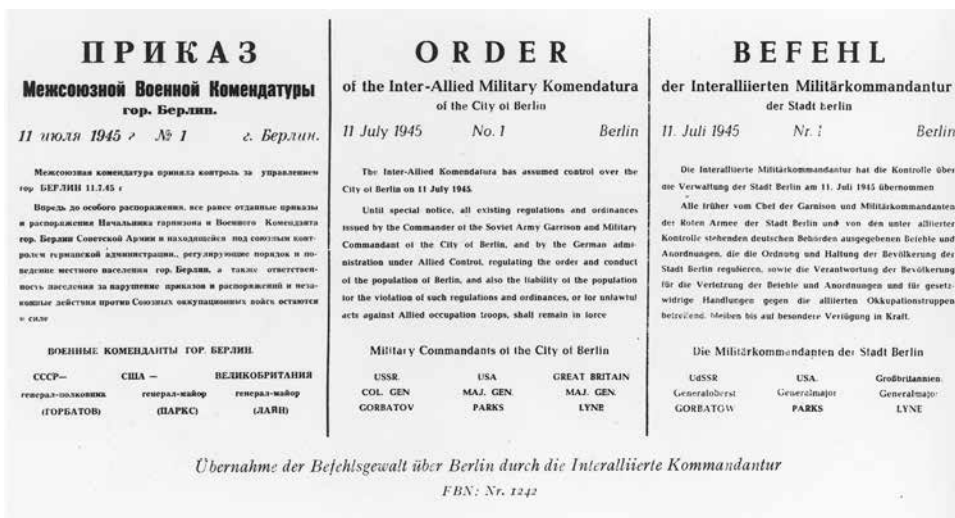 ПРИКАЗ
Межсоюзной Военной Комендатуры
гор. Берлин.
11 июля 1945 г № 1 г. Берлин.
Межсоюзная комендатура приняла контроль за управлением
гор БЕРЛИН 11.7.45 г
Впредь до особого распоряжения, все ранее отданные приказы
и распоряжения Начальника гарнизона и Военного Коменданта
гор. Берлин Советской Армии и находящейся под союзным конт-
ролем германской администрации., регулирующие порядок и по-
ведение местного населения гор. Берлин, а также ответствен-
ность населения за нарушение приказов и распоряжений и неза-
конные действия против Союзных оккупационных войск остаются
в силе
ВОЕННЫЕ КОМЕНДАНТЫ ГОР. БЕРЛИН.
СССР— США — ВЕЛИКОБРИТАНИЯ
генерал-полковник генерал-майор генерал-майор
(ГОРБАТОВ) (ПАРКС) (ЛАЙН)
ORDER
of the Inter-Allied Military Komendatura
of the City of Berlin
11 July 1945 No. 1 Berlin
The Inter-Allied Komendatura has assumed control over the
City of Berlin on 11 July 1945.
Until special notice, all existing regulations and ordinances
issued by the Commander of the Soviet Army Garrison and Military
Commandant of the City of Berlin, and by the German admi-
nistration under Allied Control, regulating the order and conduct
of the population of Berlin, and also the liability of the population
for the violation of such regulations and ordinances, or for unlawful
acts against Allied occupation troops, shall remain in force
Military Commandants of the City of Berlin
USSR. USA GREAT BRITAIN
COL. GEN MAJ. GEN. MAJ. GEN.
GORBATOV PARKS LYNE
BEFEHL
der Interalliierten Militärkommandantur
der Stadt Berlin
11. Juli 1945 Nr. 1 Berlin
Die Interalliierte Militärkommandantur hat die Kontrolle über
die Verwaltung der Stadt Berlin am 11. Juli 1945 übernommen
Alle früher vom Chef der Garnison und Militärkommandanten
der Roten Armee der Stadt Berlin und von den unter alliierter
Kontrolle stehenden deutschen Behörden ausgegebenen Befehle und
Anordnungen, die die Ordnung und Haltung der Bevölkerung der
Stadt Berlin regulieren, sowie die Verantwortung der Bevölkerung
für die Verletzung der Befehle und Anordnungen und für gesetz-
widrige Handlungen gegen die alliierten Okkupationstruppen
betreffend, bleiben bis auf besondere Verfügung in Kraft.
Die Militärkommandanten der Stadt Berlin
UdSSR USA. Großbritannien
Generaloberst Generalmajor Generalmajor
GORBATOW PARKS LYNE
Übernahme der Befehlsgewalt über Berlin durch die Interalliierte Kommandantur
FBN: Nr. 1242